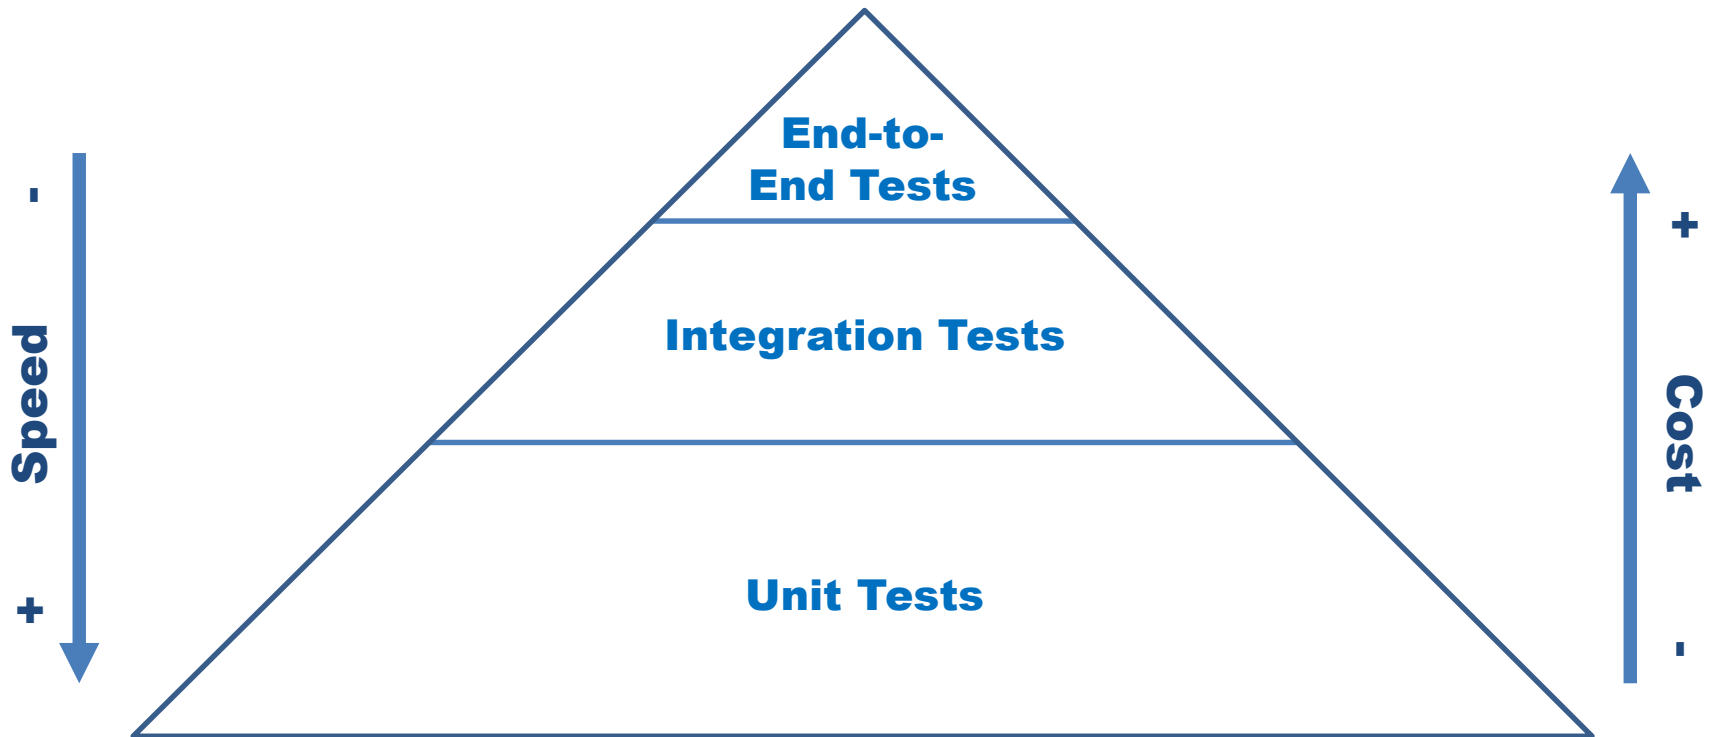 End-to-
End Tests
Integration Tests
Unit Tests
- Speed +
+ Cost -